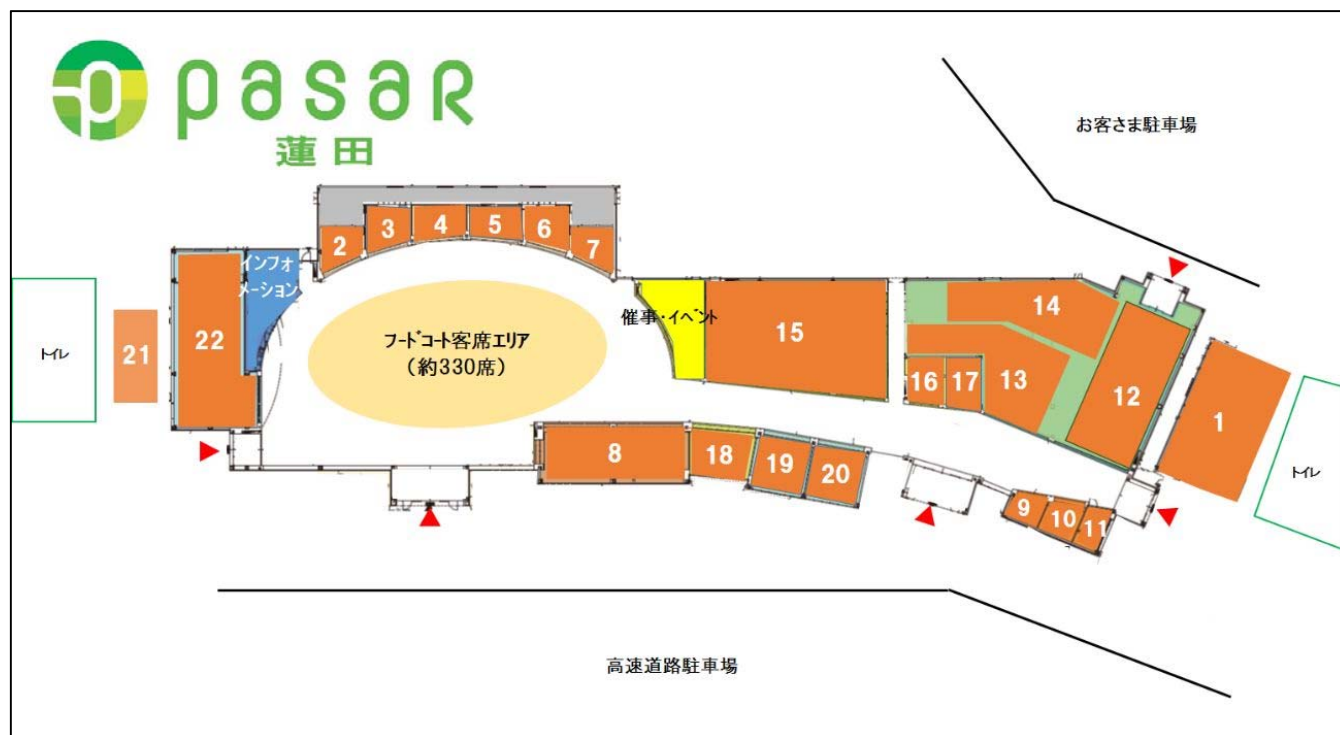 pasaR
蓮田
お客さま駐車場
2
3
4
5
6
7
インフォ
メーション
トイレ
21
22
フードコート客席エリア
（約330席）
催事・イベント
15
14
16
17
13
12
1
トイレ
8
18
19
20
9
10
11
高速道路駐車場